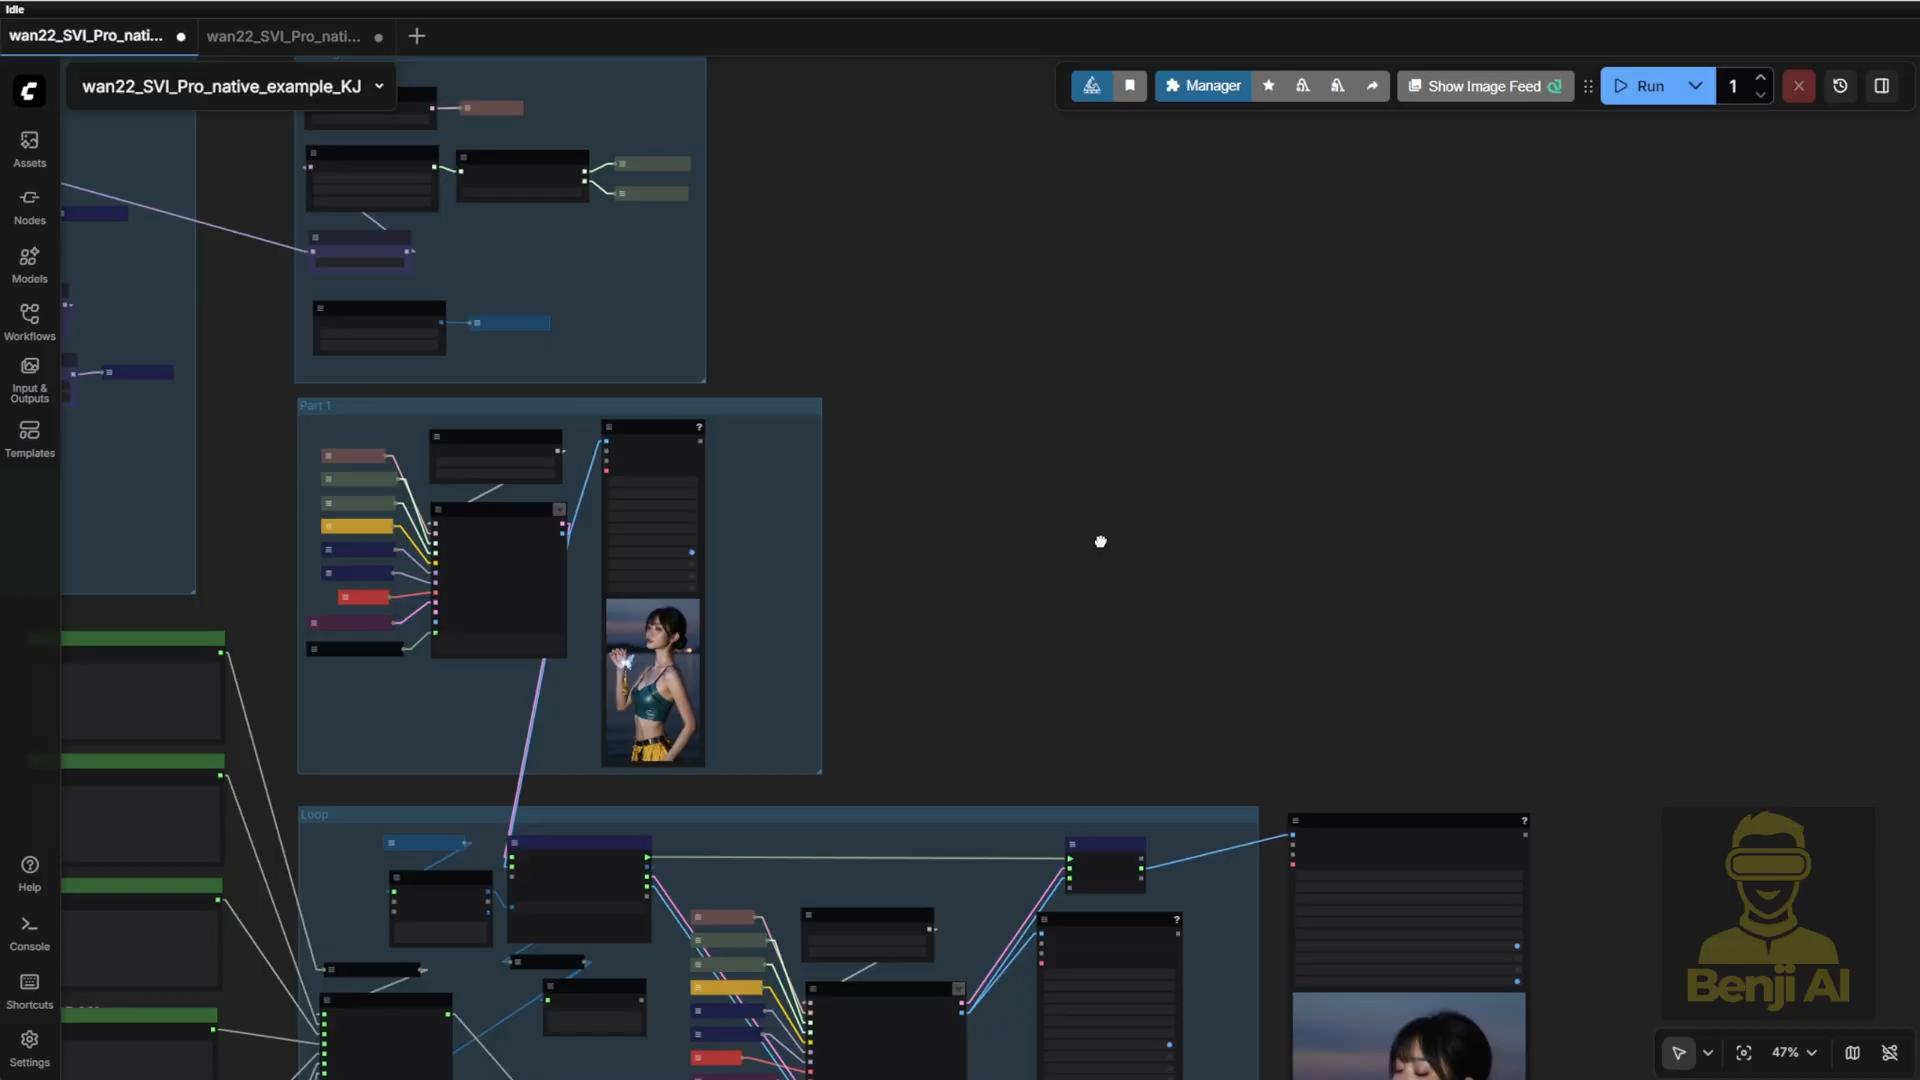 Idle
wan22_SVI_Pro_nati...
wan22_SVI_Pro_nati...
wan22_SVI_Pro_native_example_KJ
Manager
Show Image Feed
Run
1
Assets
Nodes
Models
Workflows
Input &
Outputs
Templates
Part 1
?
Loop
?
?
Help
Console
Shortcuts
Settings
Benji AI
47%